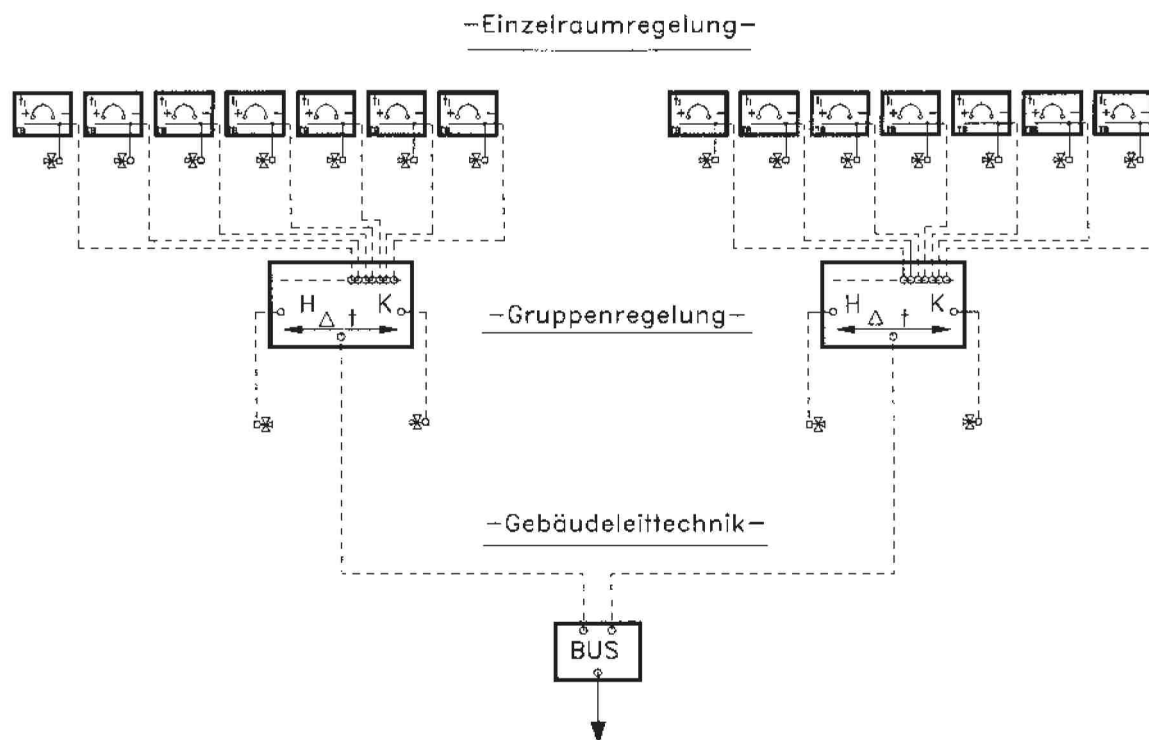 -Einzelraumregelung-
H K
Δ t
-Gruppenregelung-
H K
Δ t
-Gebäudeleittechnik-
BUS